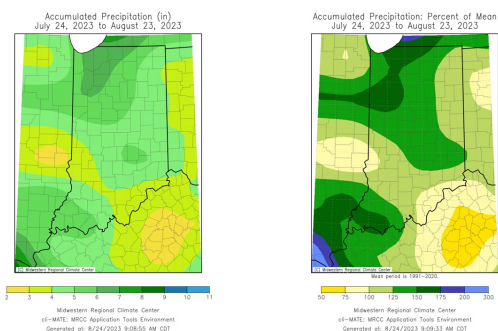 Accumulated Precipitation (in)
July 24, 2023 to August 23, 2023
(C) Midwestern Regional Climate Center
2 3 4 5 6 7 8 9 10 11
Midwestern Regional Climate Center
cli-MATE: MRCC Application Tools Environment
Generated at: 8/24/2023 9:08:55 AM CDT
Accumulated Precipitation: Percent of Mean
July 24, 2023 to August 23, 2023
(C) Midwestern Regional Climate Center
Mean period is 1991-2020.
50 75 100 125 150 175 200 300
Midwestern Regional Climate Center
cli-MATE: MRCC Application Tools Environment
Generated at: 8/24/2023 9:09:33 AM CDT